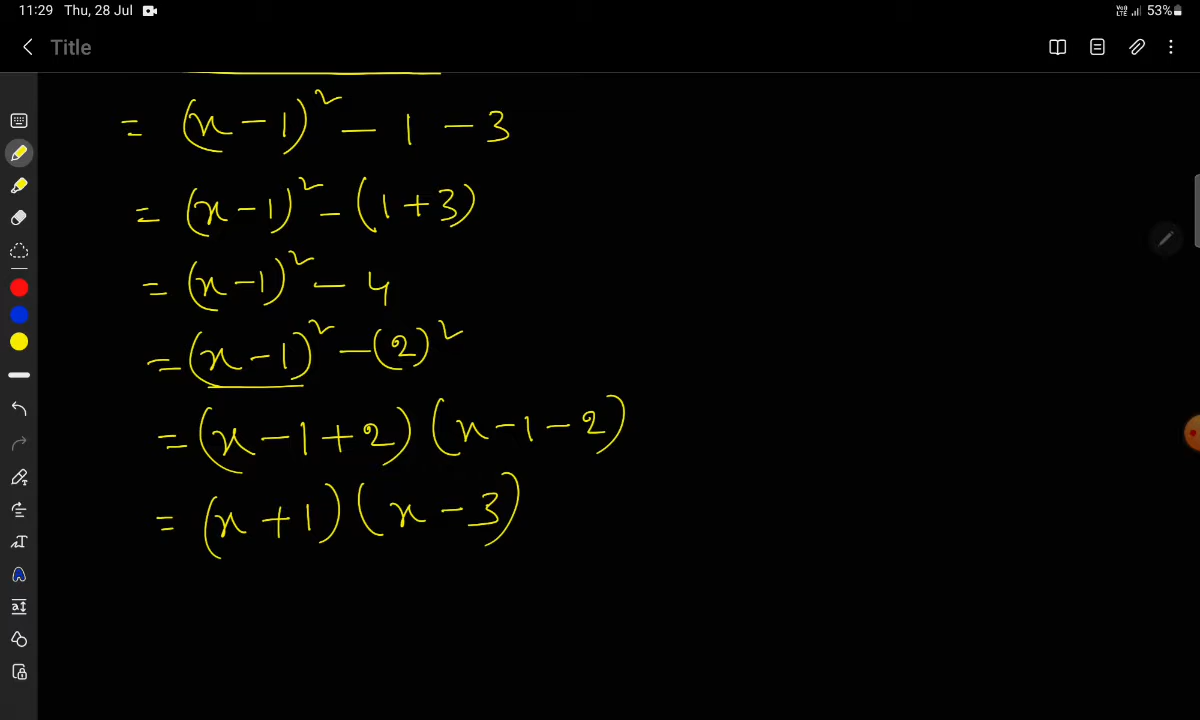 11:29 Thu, 28 Jul 53%
Title
= (x-1)² - 1 - 3
= (x-1)² - (1+3)
= (x-1)² - 4
= (x-1)² - (2)²
= (x-1+2) (x-1-2)
= (x+1) (x-3)